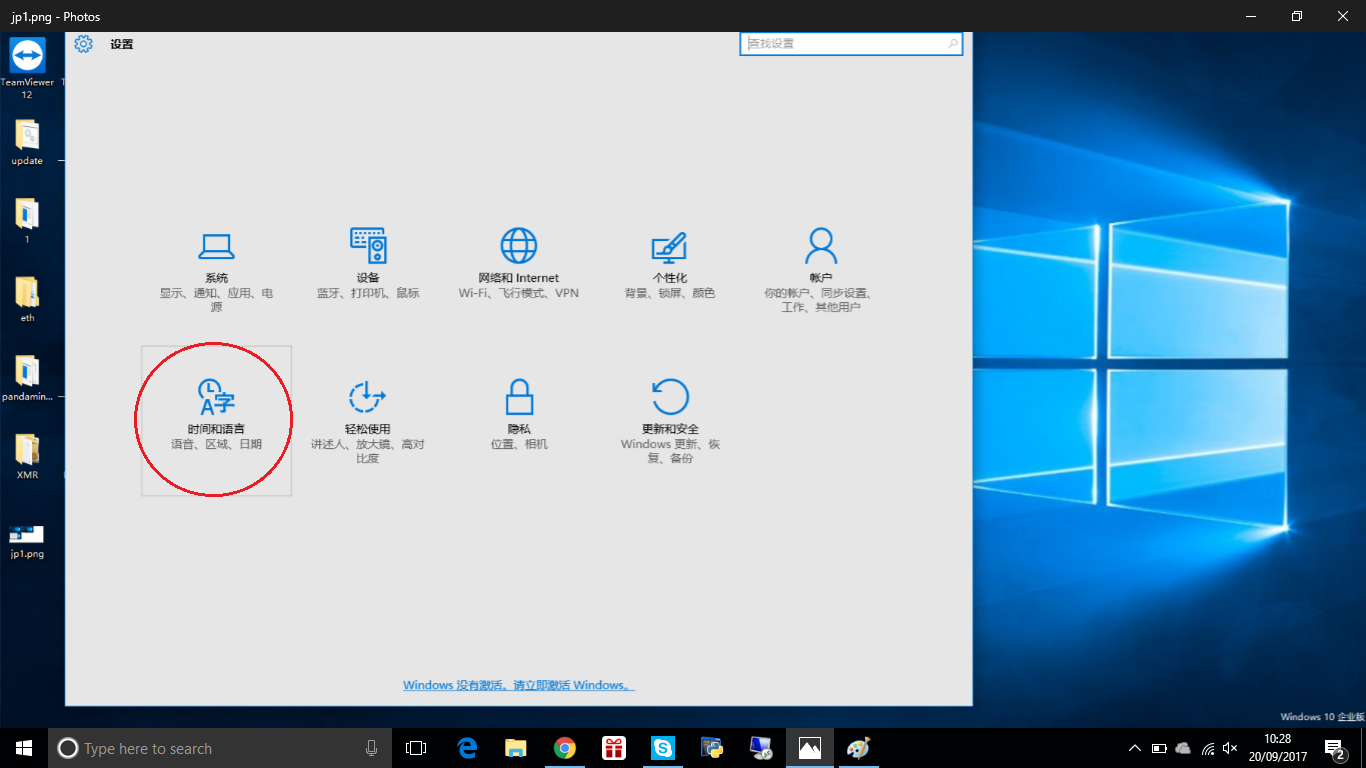 jp1.png - Photos
设置
查找设置
TeamViewer
12
update
1
eth
pandamin...
XMR
jp1.png
系统
显示、通知、应用、电
源
设备
蓝牙、打印机、鼠标
网络和 Internet
Wi-Fi、飞行模式、VPN
个性化
背景、锁屏、颜色
帐户
你的帐户、同步设置、
工作、其他用户
时间和语言
语音、区域、日期
轻松使用
讲述人、放大镜、高对
比度
隐私
位置、相机
更新和安全
Windows 更新、恢
复、备份
Windows 没有激活。请立即激活 Windows。
Windows 10 企业版
Type here to search
10:28
20/09/2017
2